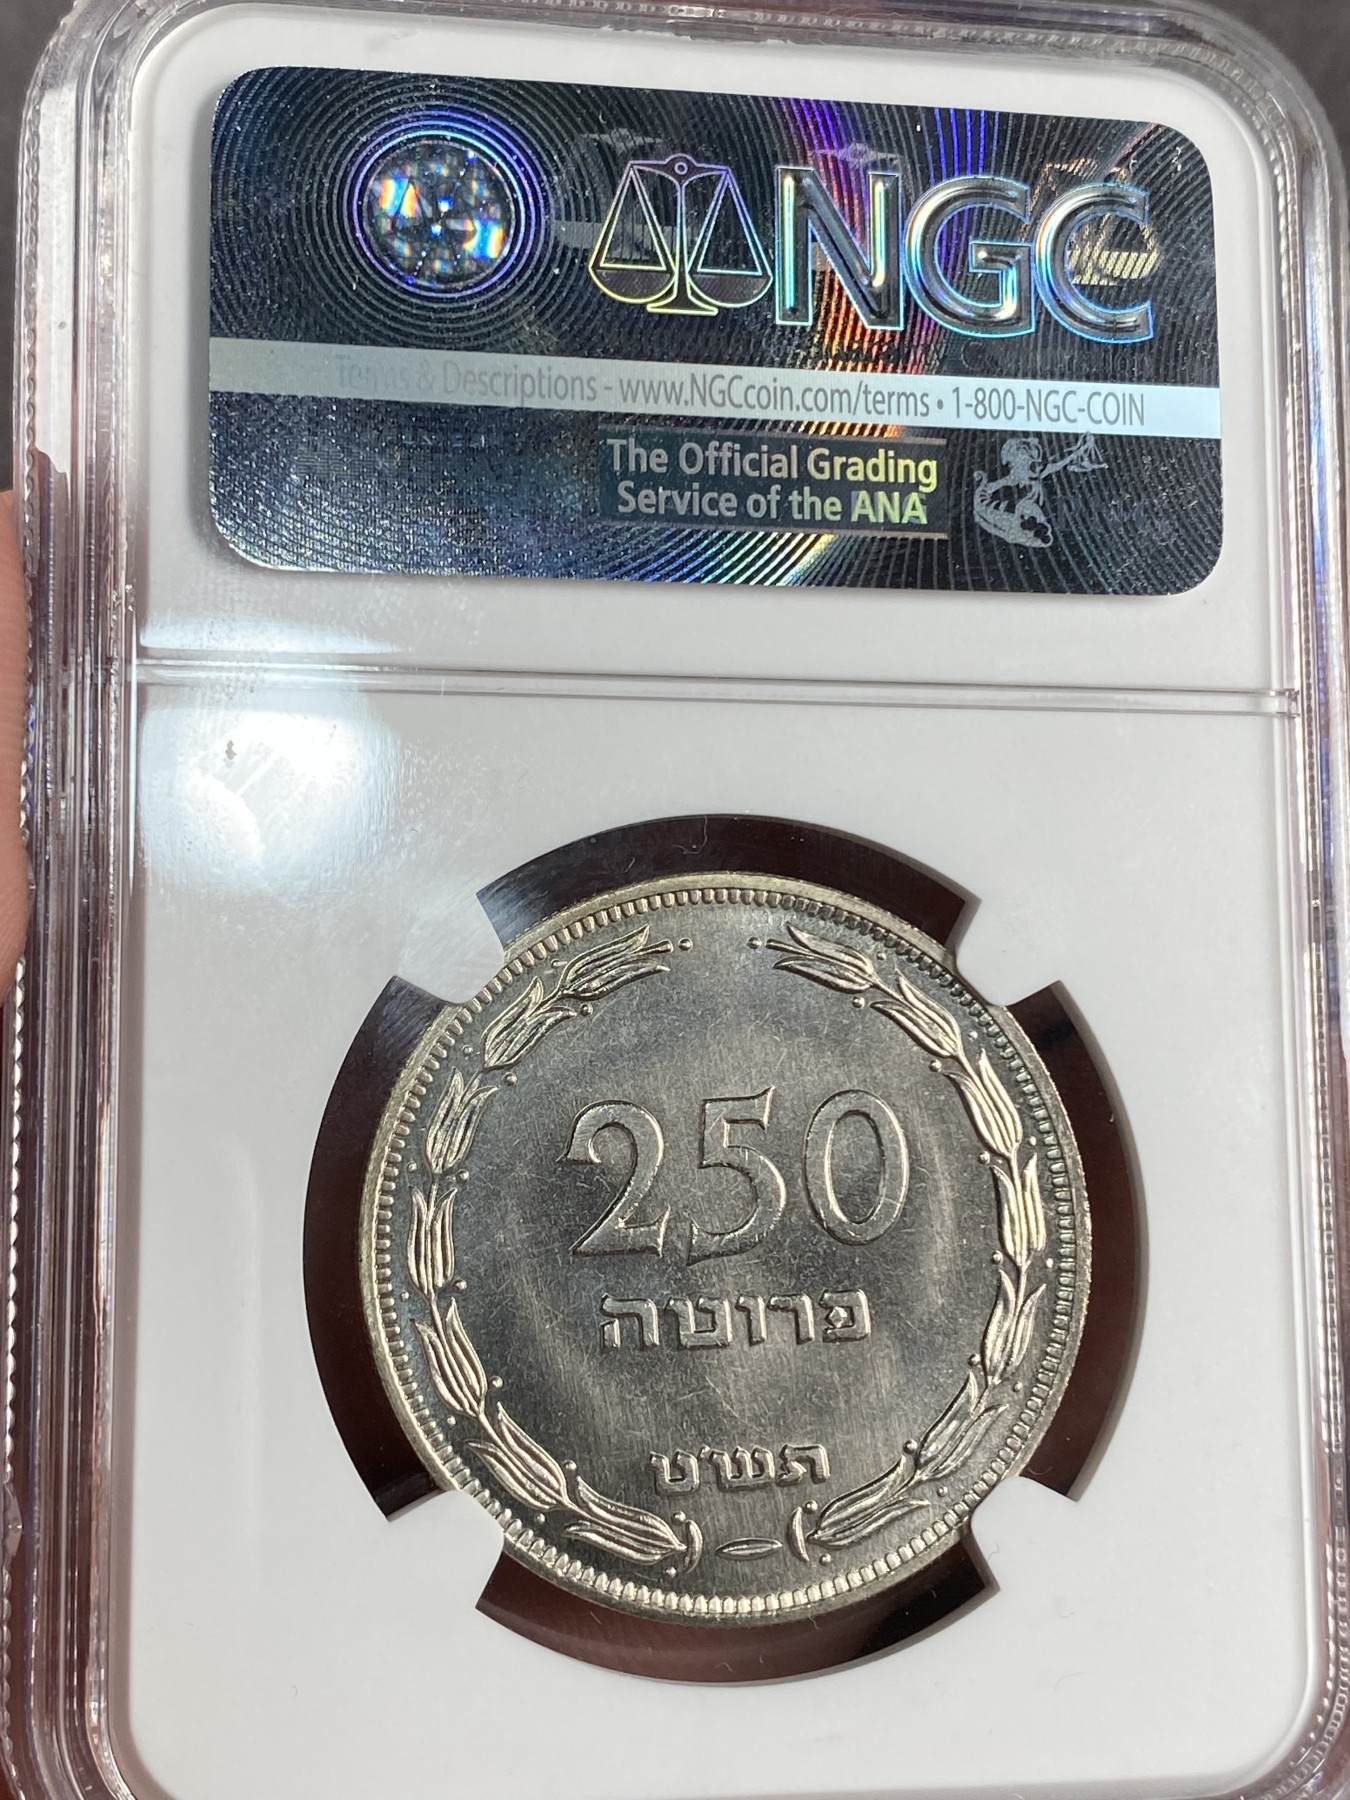 NGC
Terms & Descriptions - www.NGCcoin.com/terms • 1-800-NGC-COIN
The Official Grading
Service of the ANA
250
פרוטה
תש"ט